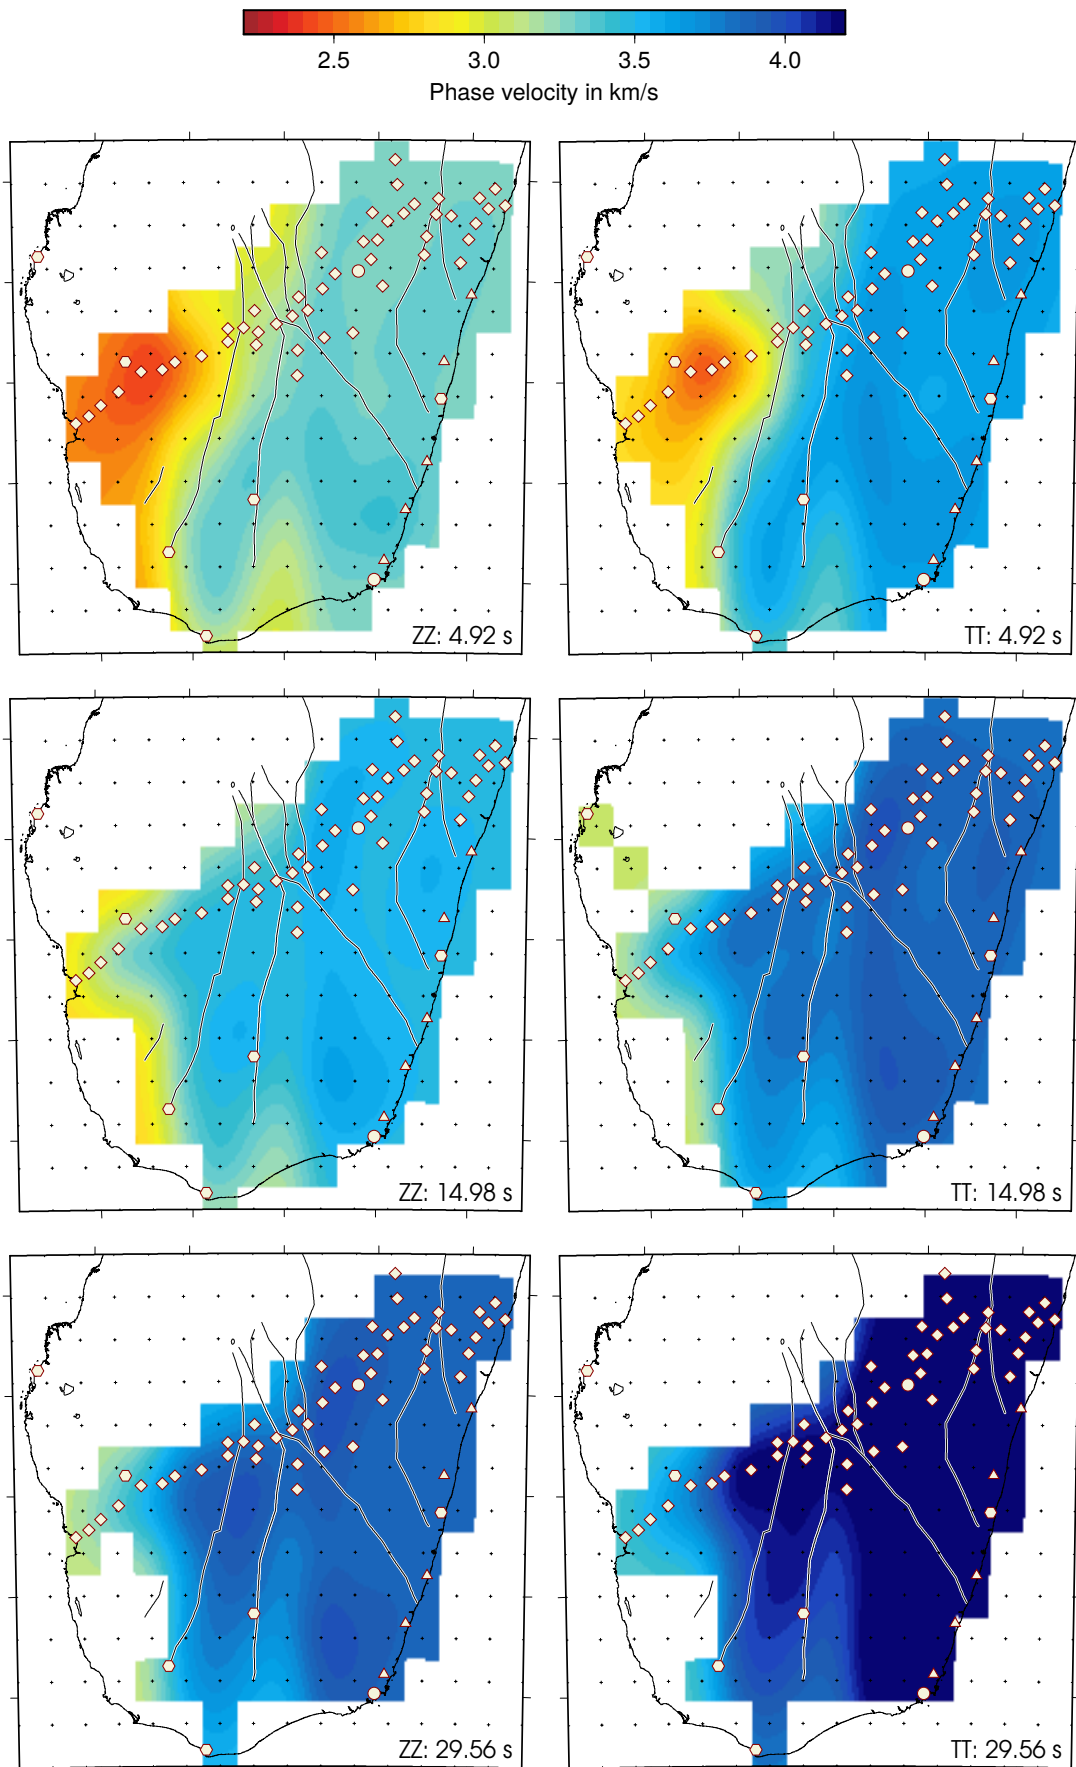 2.5 3.0 3.5 4.0
Phase velocity in km/s
ZZ: 4.92 s
TT: 4.92 s
ZZ: 14.98 s
TT: 14.98 s
ZZ: 29.56 s
TT: 29.56 s